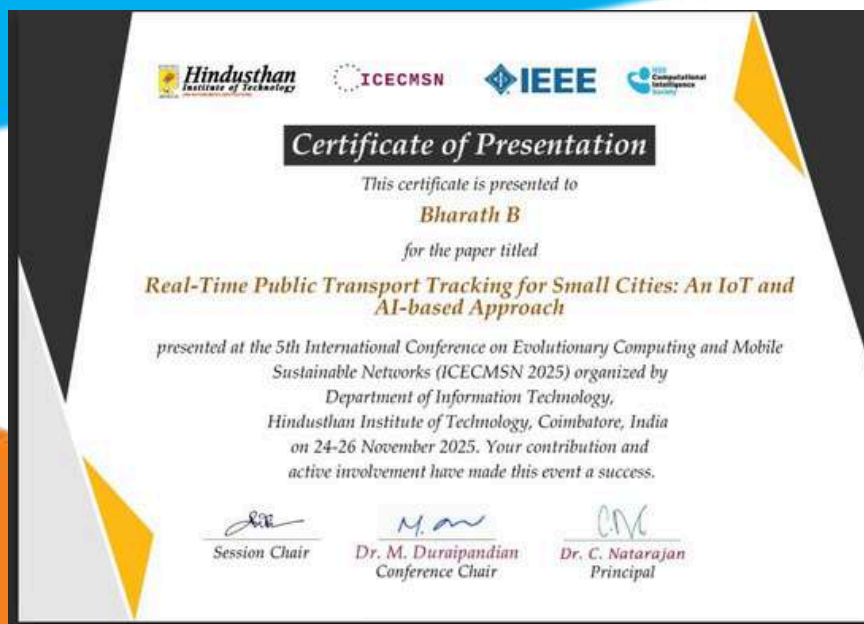 Hindusthan
Institute of Technology
ICECMSN
IEEE
IEEE
Computational
Intelligence
Society
Certificate of Presentation
This certificate is presented to
Bharath B
for the paper titled
Real-Time Public Transport Tracking for Small Cities: An IoT and
AI-based Approach
presented at the 5th International Conference on Evolutionary Computing and Mobile
Sustainable Networks (ICECMSN 2025) organized by
Department of Information Technology,
Hindusthan Institute of Technology, Coimbatore, India
on 24-26 November 2025. Your contribution and
active involvement have made this event a success.
Session Chair
Dr. M. Duraipandian
Conference Chair
Dr. C. Natarajan
Principal